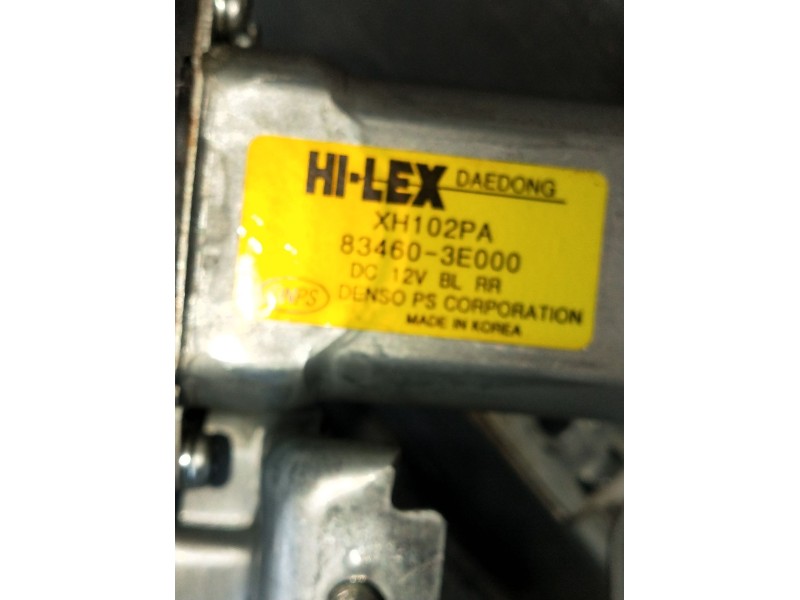 HI-LEX DAEDONG
XH102PA
83460-3E000
DC 12V BL RR
DENSO PS CORPORATION
MADE IN KOREA